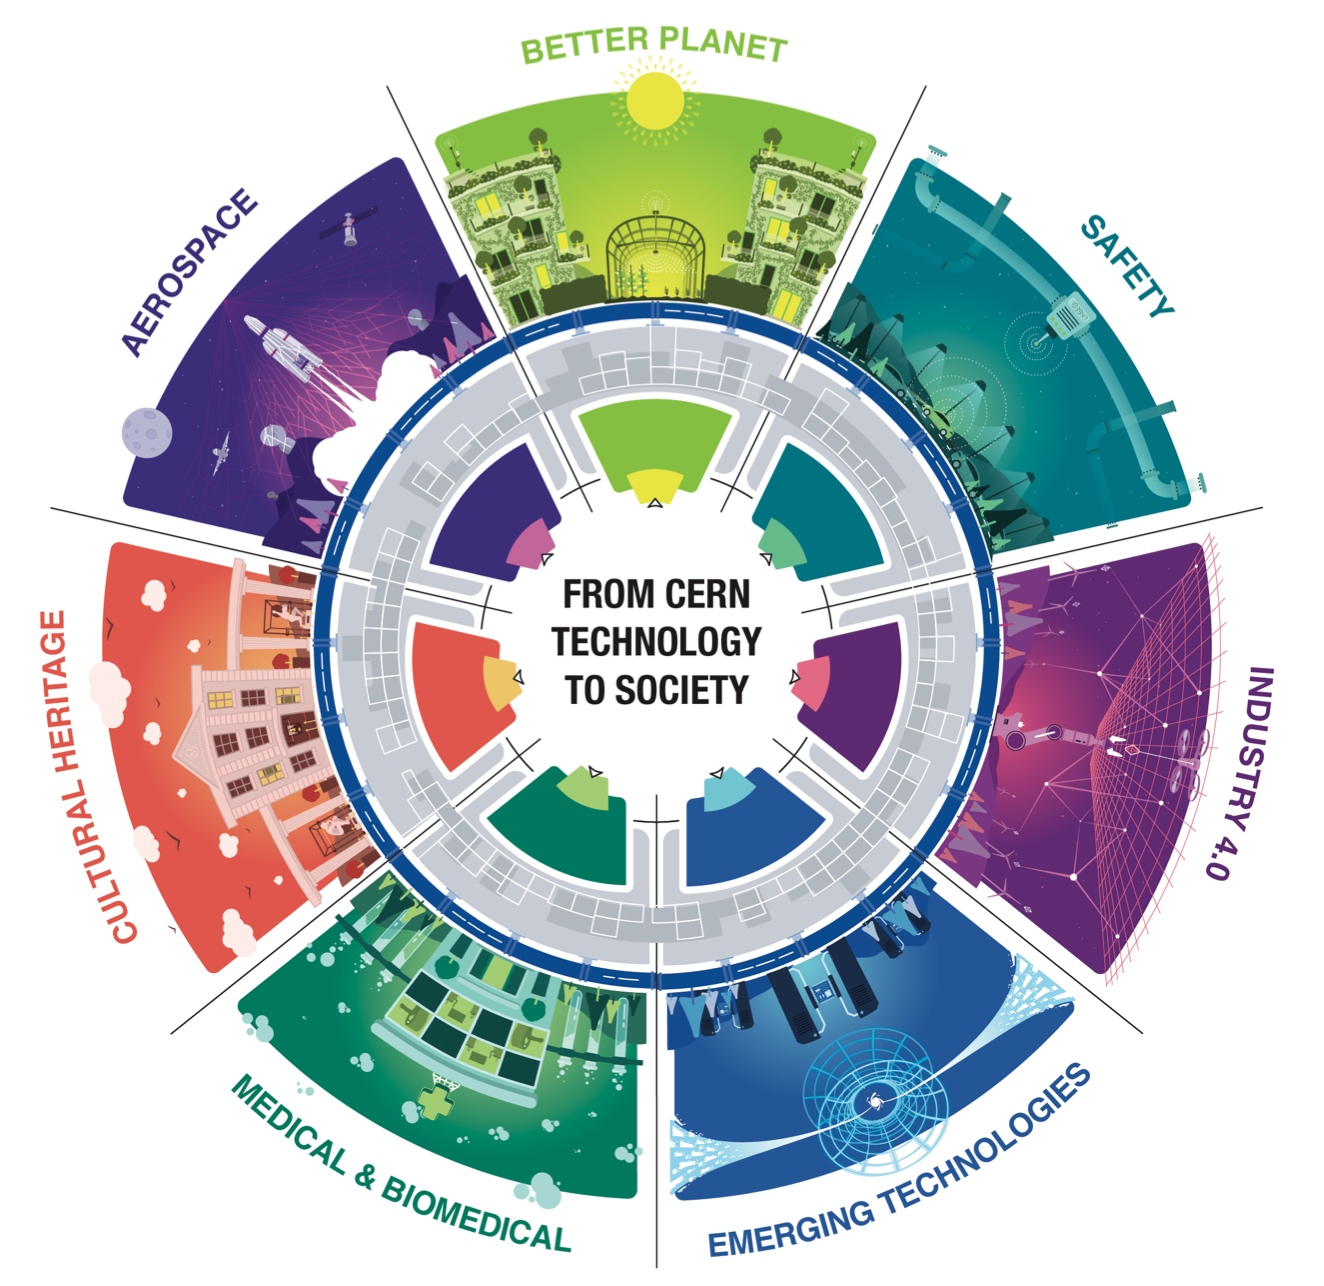 BETTER PLANET
SAFETY
INDUSTRY 4.0
EMERGING TECHNOLOGIES
MEDICAL & BIOMEDICAL
CULTURAL HERITAGE
AEROSPACE
FROM CERN
TECHNOLOGY
TO SOCIETY